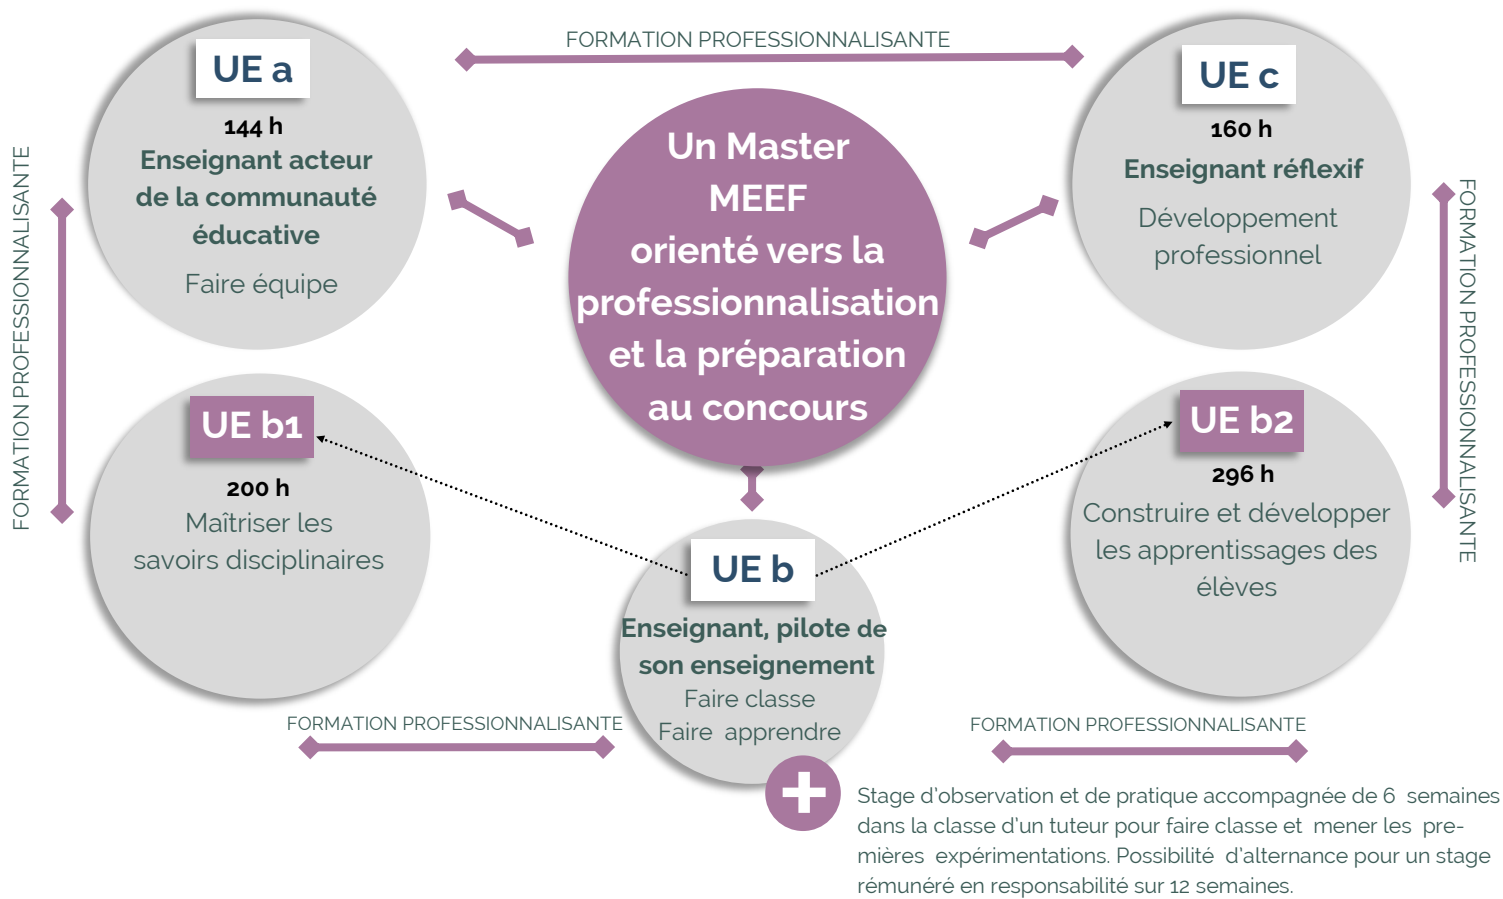 FORMATION PROFESSIONNALISANTE
UE a
144 h
Enseignant acteur
de la communauté
éducative
Faire équipe
Un Master
MEEF
orienté vers la
professionnalisation
et la préparation
au concours
UE c
160 h
Enseignant réflexif
Développement
professionnel
FORMATION PROFESSIONNALISANTE
FORMATION PROFESSIONNALISANTE
UE b1
200 h
Maîtriser les
savoirs disciplinaires
UE b2
296 h
Construire et développer
les apprentissages des
élèves
UE b
Enseignant, pilote de
son enseignement
Faire classe
Faire apprendre
FORMATION PROFESSIONNALISANTE
FORMATION PROFESSIONNALISANTE
Stage d'observation et de pratique accompagnée de 6 semaines
dans la classe d'un tuteur pour faire classe et mener les pre-
mières expérimentations. Possibilité d'alternance pour un stage
rémunéré en responsabilité sur 12 semaines.